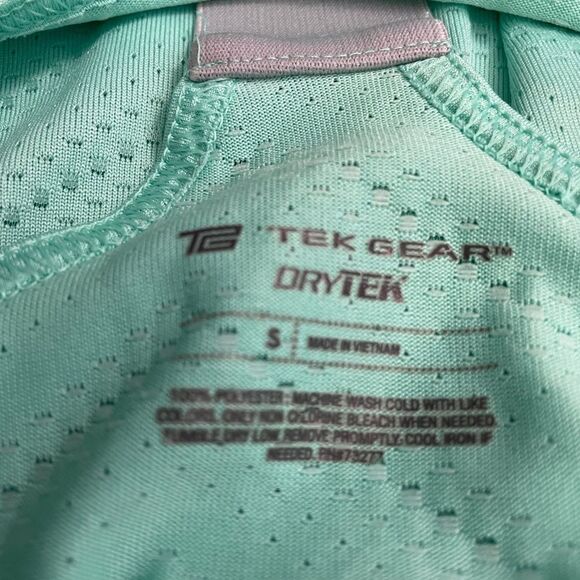 TEK GEAR™
DRYTEK
S MADE IN VIETNAM
100% POLYESTER - MACHINE WASH COLD WITH LIKE
COLORS. ONLY NON CHLORINE BLEACH WHEN NEEDED.
TUMBLE DRY LOW. REMOVE PROMPTLY. COOL IRON IF
NEEDED. RN#73277